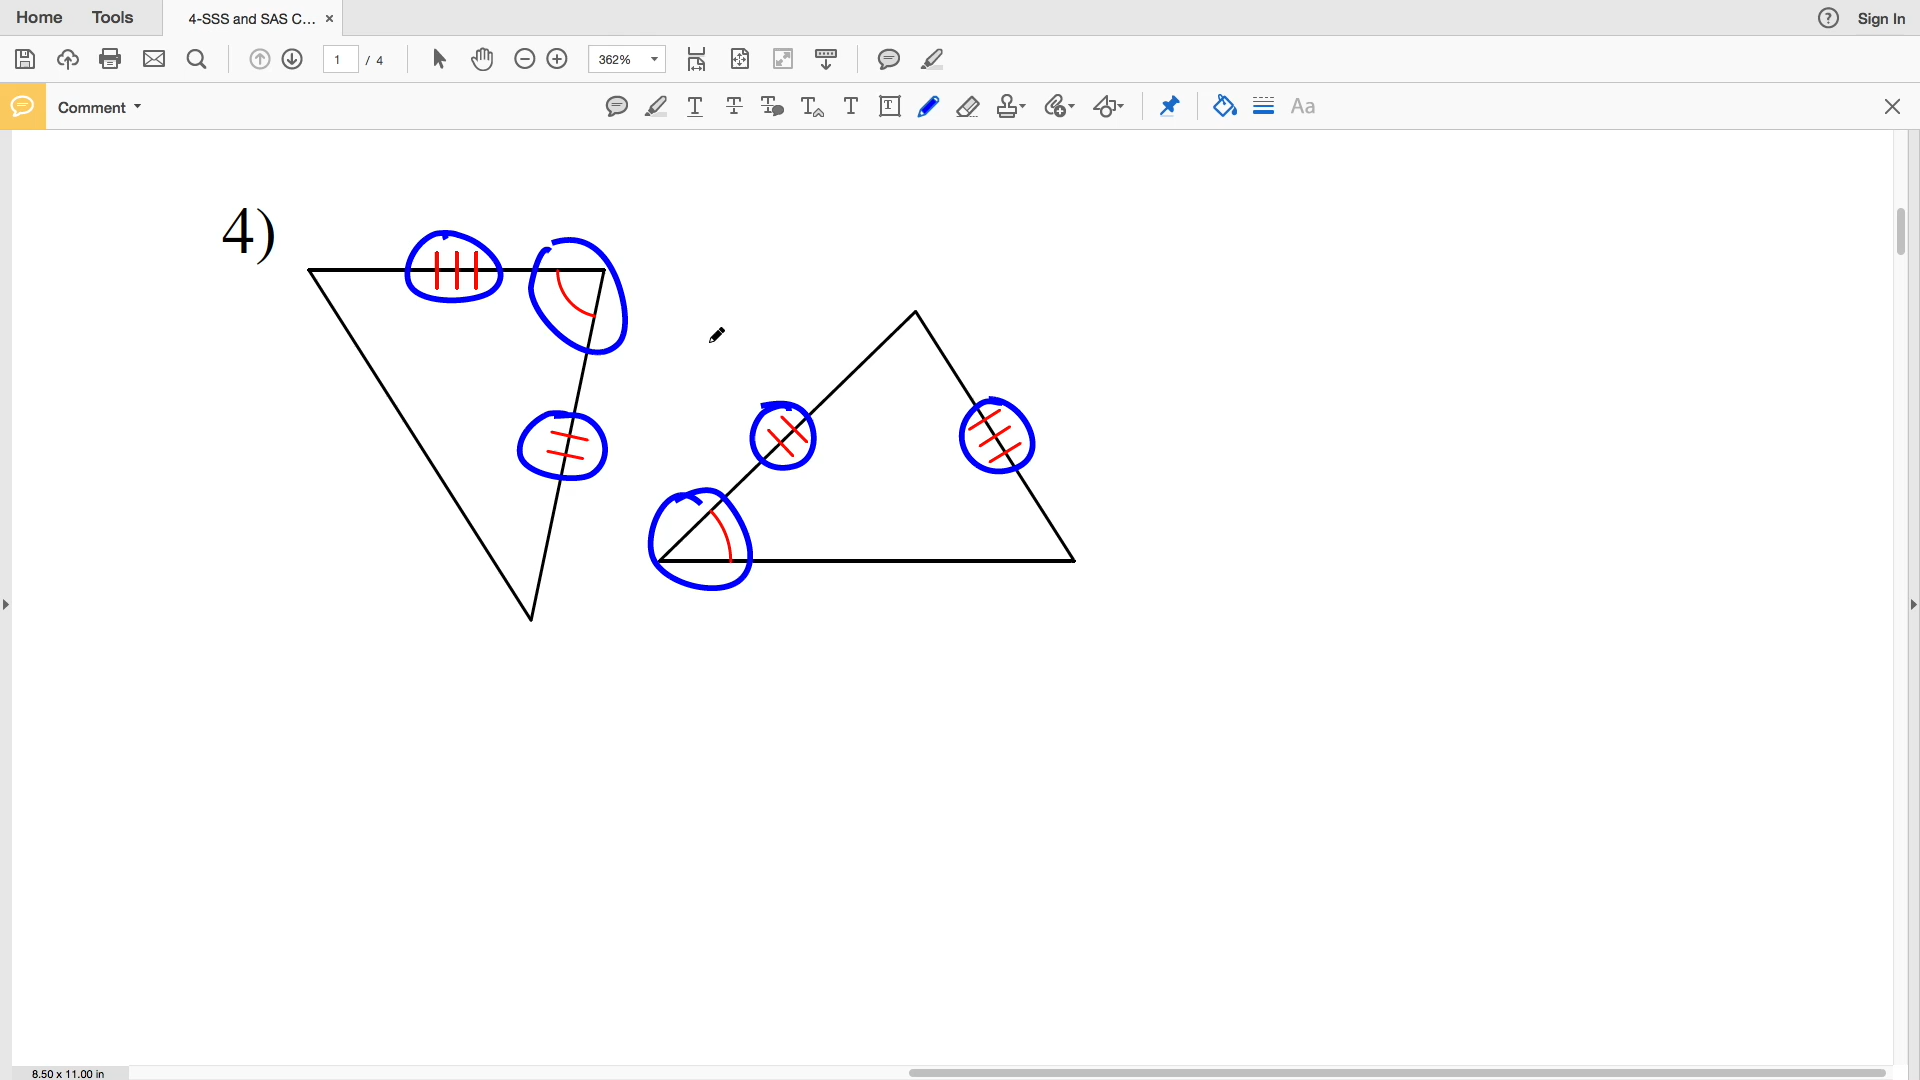 Home Tools 4-SSS and SAS C... × ? Sign In
1 / 4 362%
Comment T T T T T T Aa
4)
8.50 x 11.00 in